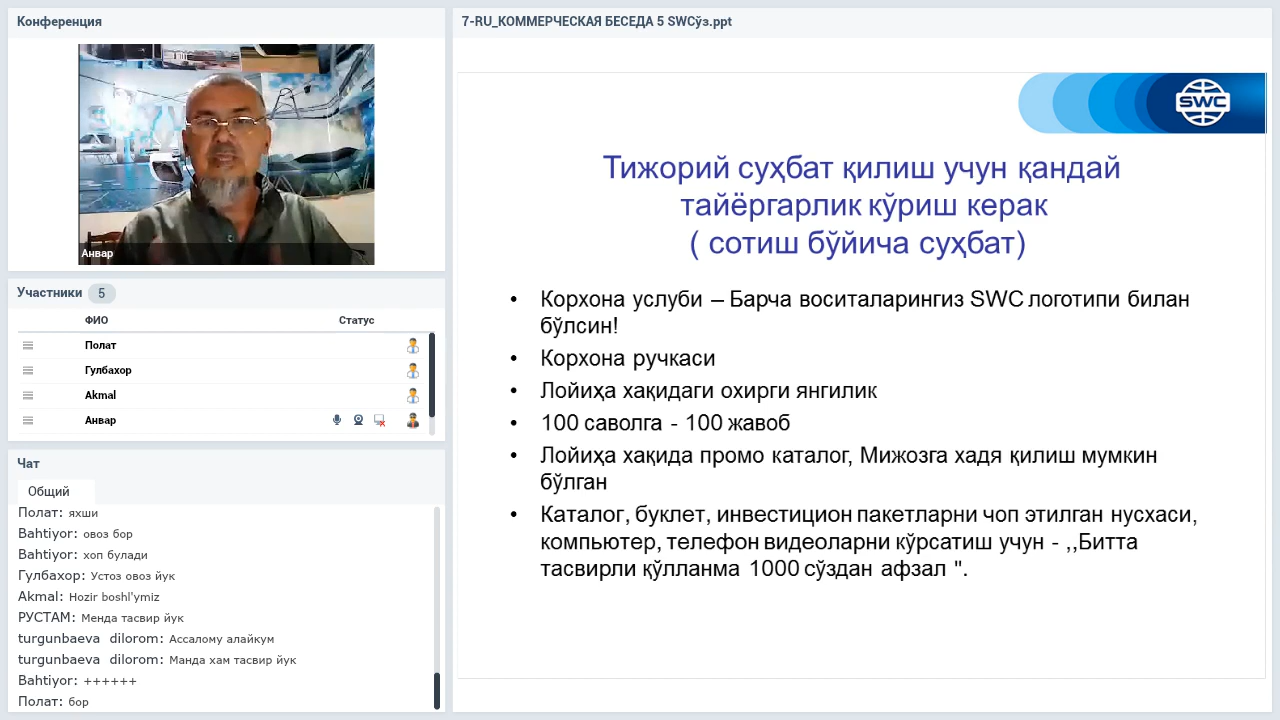 Конференция
Анвар
Участники 5
ФИО Статус
Полат
Гулбахор
Akmal
Анвар
Чат
Общий
Полат: яхши
Bahtiyor: овоз бор
Bahtiyor: хоп булади
Гулбахор: Устоз овоз йук
Akmal: Hozir boshl'ymiz
РУСТАМ: Менда тасвир йук
turgunbaeva dilorom: Ассалому алайкум
turgunbaeva dilorom: Манда хам тасвир йук
Bahtiyor: ++++++
Полат: бор
7-RU_КОММЕРЧЕСКАЯ БЕСЕДА 5 SWCўз.ppt
SWC
Тижорий суҳбат қилиш учун қандай
тайёргарлик кўриш керак
( сотиш бўйича суҳбат)
• Корхона услуби – Барча воситаларингиз SWC логотипи билан
бўлсин!
• Корхона ручкаси
• Лойиҳа хақидаги охирги янгилик
• 100 саволга - 100 жавоб
• Лойиҳа хақида промо каталог, Мижозга хадя қилиш мумкин
бўлган
• Каталог, буклет, инвестицион пакетларни чоп этилган нусхаси,
компьютер, телефон видеоларни кўрсатиш учун - ,,Битта
тасвирли қўлланма 1000 сўздан афзал ".